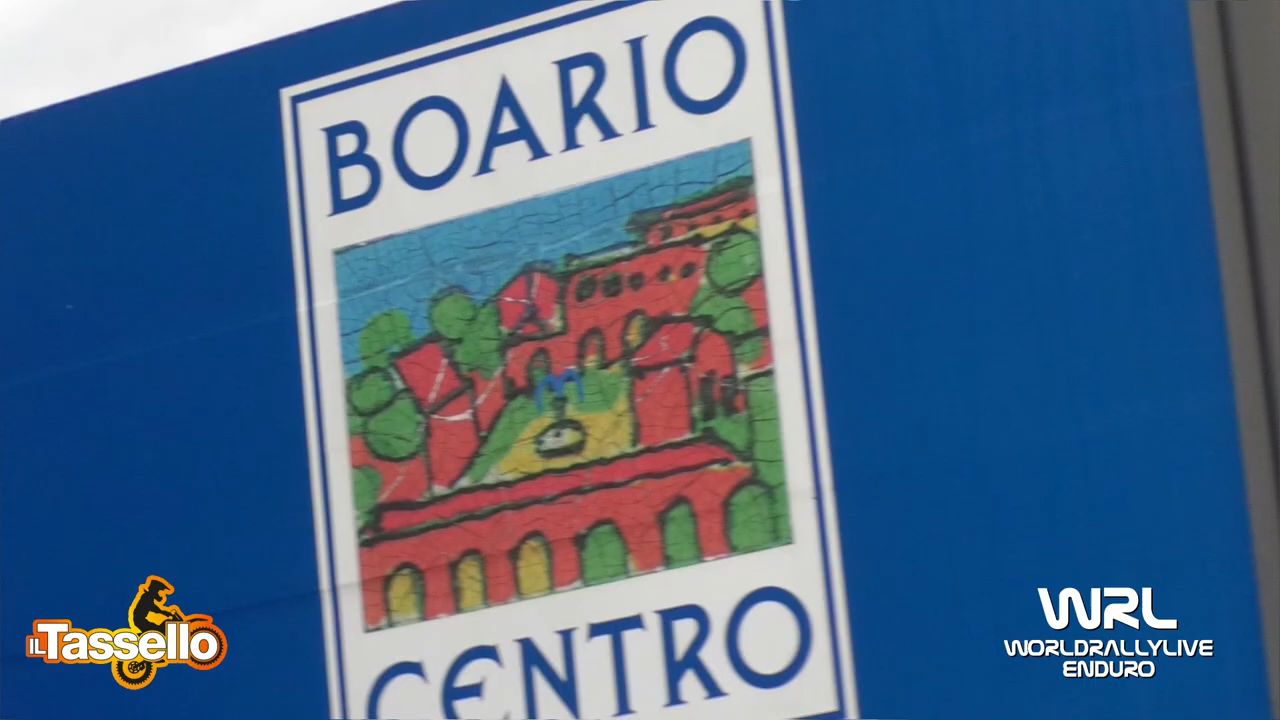 BOARIO
CENTRO
IL Tassello
WRL
WORLDRALLYLIVE
ENDURO